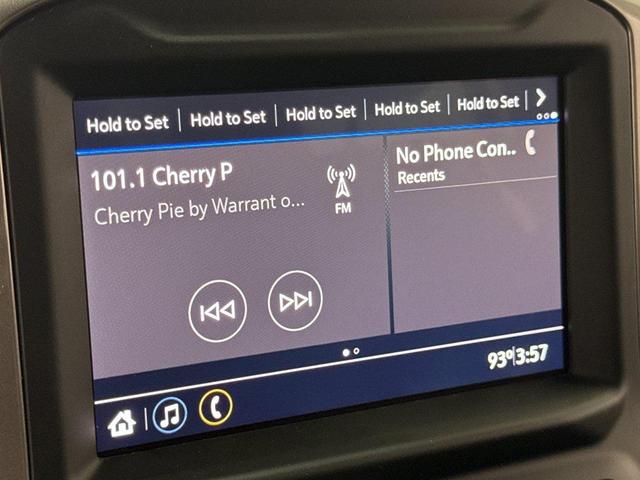 Hold to Set | Hold to Set | Hold to Set | Hold to Set | Hold to Set |
101.1 Cherry P
Cherry Pie by Warrant o...
FM
No Phone Con..
Recents
93º|3:57